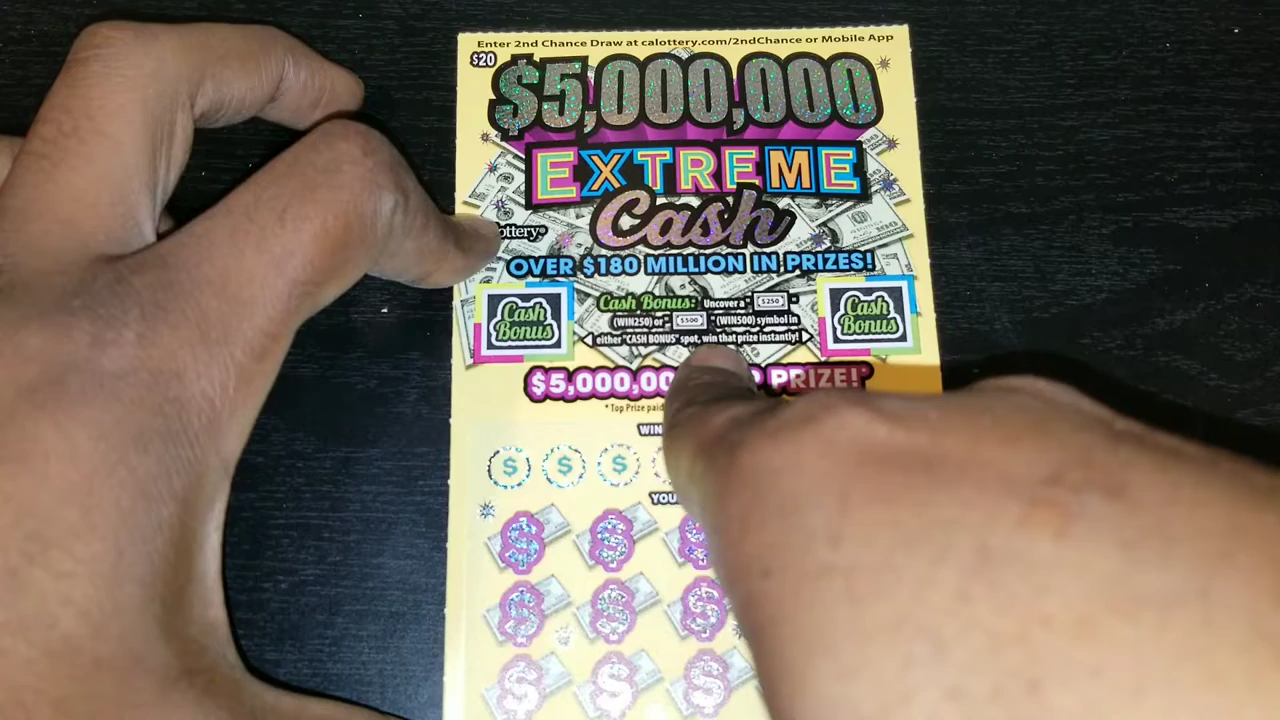 Enter 2nd Chance Draw at calottery.com/2ndChance or Mobile App
$20
$5,000,000
EXTREME
Cash
ottery®
OVER $180 MILLION IN PRIZES!
Cash Bonus
Cash Bonus: Uncover a " $250 "
(WIN250) or " $500 " (WIN500) symbol in
either "CASH BONUS" spot, win that prize instantly!
Cash Bonus
$5,000,00 PRIZE!*
* Top Prize paid
WIN
$ $ $
YOU
$ $ $
$ $ $
$ $ $